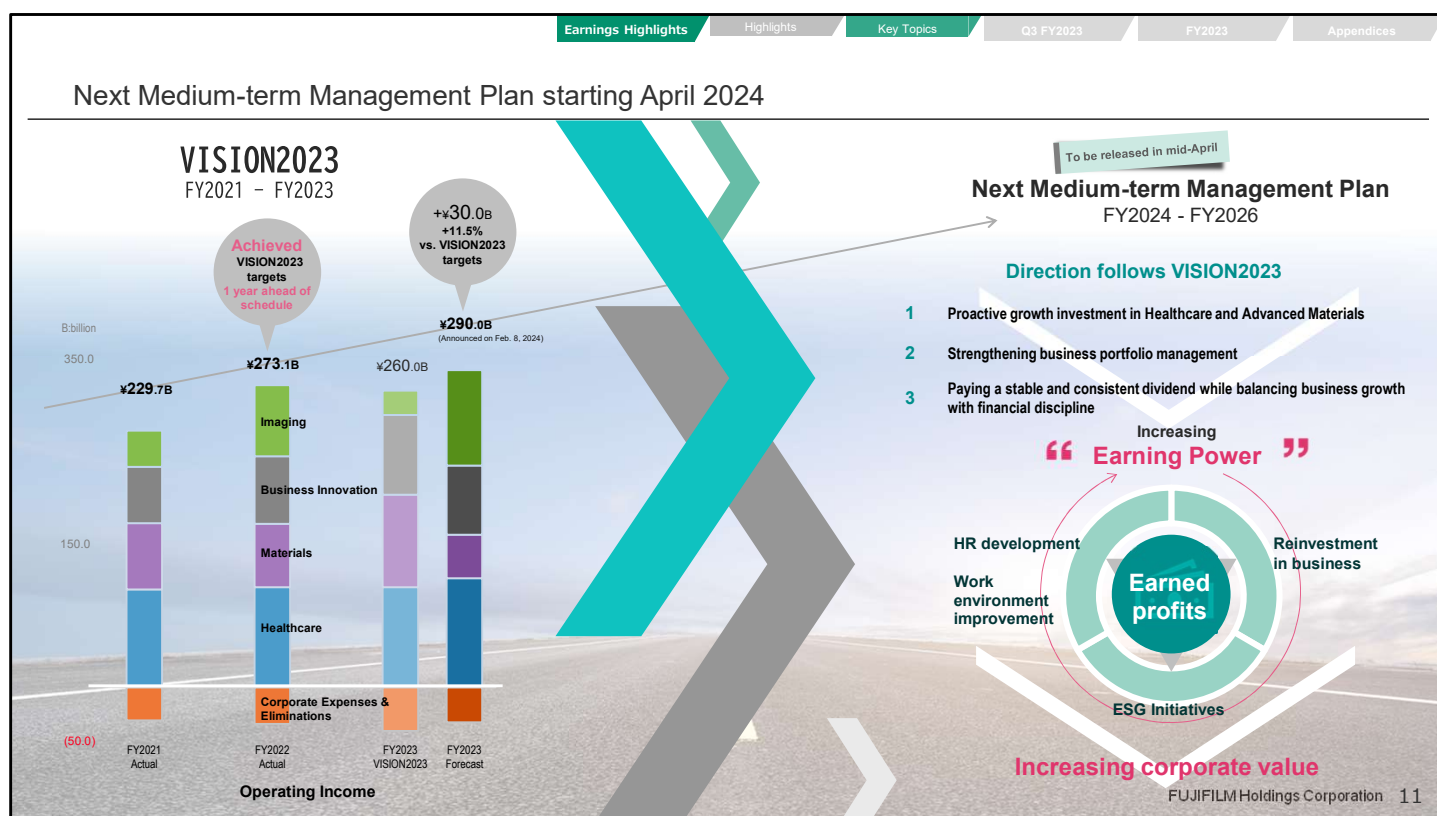 Earnings Highlights
Highlights
Key Topics
Q3 FY2023
FY2023
Appendices
Next Medium-term Management Plan starting April 2024
VISION2023
FY2021 – FY2023
Achieved
VISION2023
targets
1 year ahead of
schedule
+¥30.0B
+11.5%
vs. VISION2023
targets
B:billion
350.0
150.0
(50.0)
¥229.7B
¥273.1B
¥260.0B
¥290.0B
(Announced on Feb. 8, 2024)
Imaging
Business Innovation
Materials
Healthcare
Corporate Expenses &
Eliminations
FY2021
Actual
FY2022
Actual
FY2023
VISION2023
FY2023
Forecast
Operating Income
To be released in mid-April
Next Medium-term Management Plan
FY2024 - FY2026
Direction follows VISION2023
1 Proactive growth investment in Healthcare and Advanced Materials
2 Strengthening business portfolio management
3 Paying a stable and consistent dividend while balancing business growth
with financial discipline
Increasing
“ Earning Power ”
HR development
Work
environment
improvement
Reinvestment
in business
Earned
profits
ESG Initiatives
Increasing corporate value
FUJIFILM Holdings Corporation 11